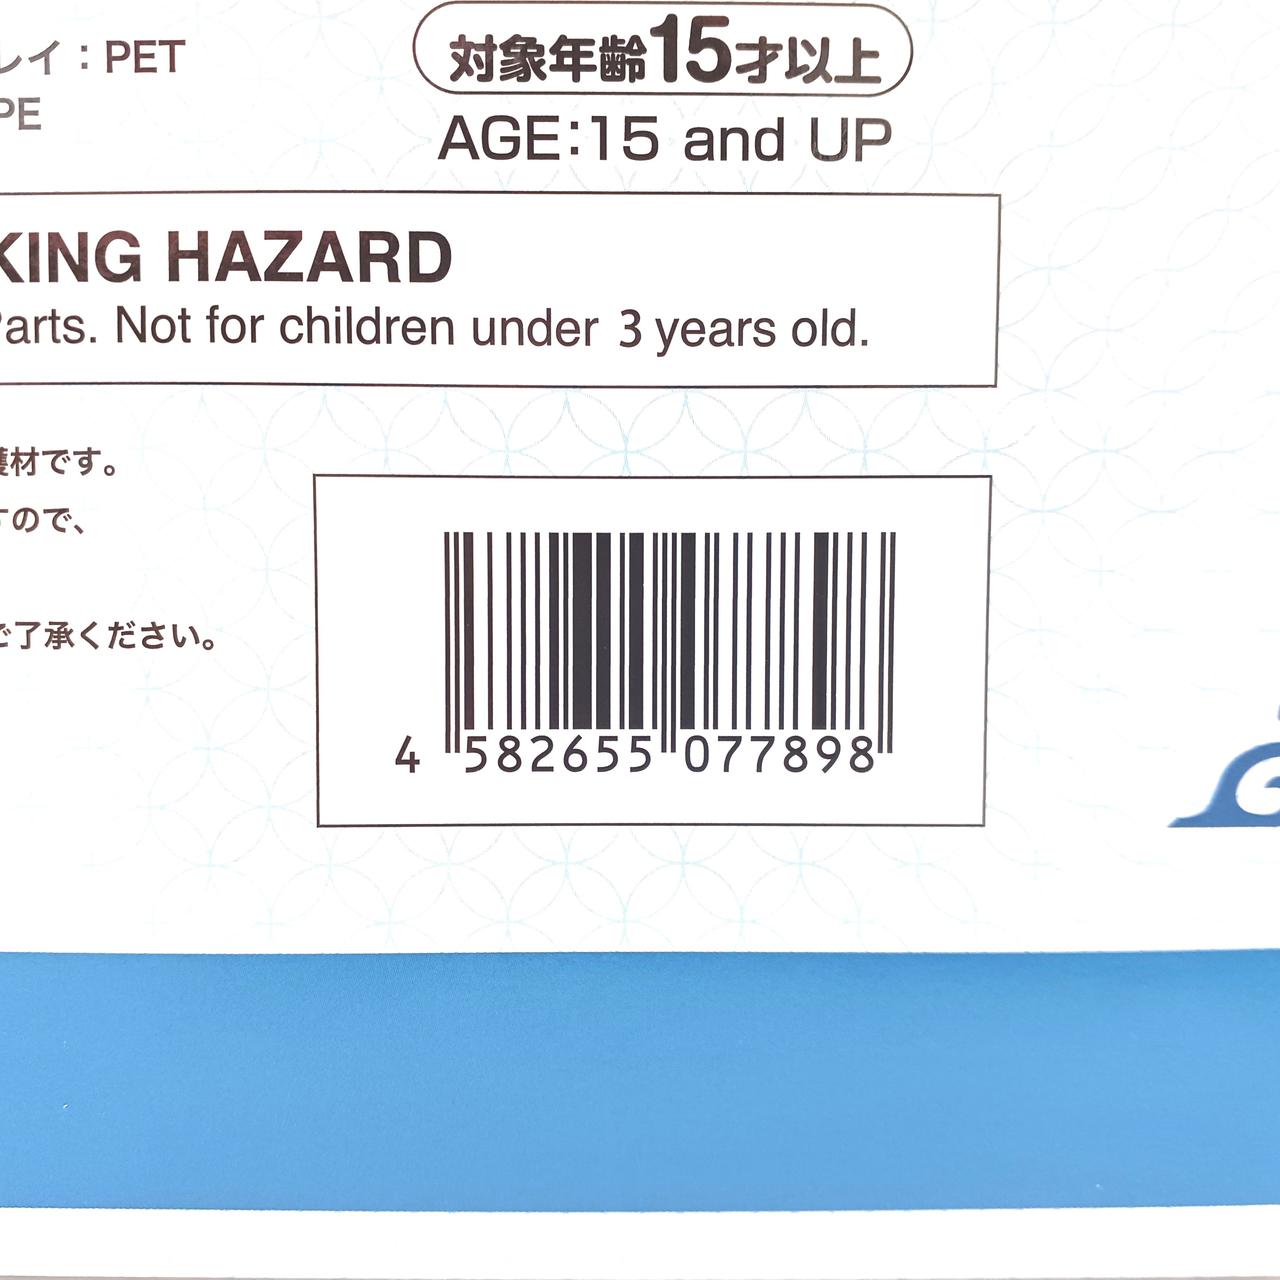 レイ：PET
対象年齢15才以上
PE
AGE:15 and UP
KING HAZARD
Parts. Not for children under 3 years old.
護材です。
すので、
ご了承ください。
4 582655 077898